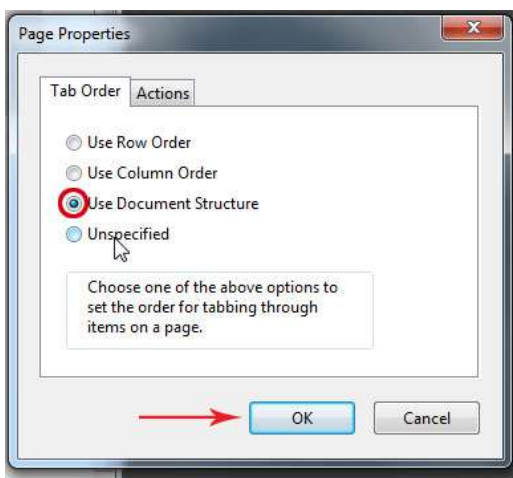 Page Properties
Tab Order Actions
Use Row Order
Use Column Order
Use Document Structure
Unspecified
Choose one of the above options to
set the order for tabbing through
items on a page.
OK Cancel